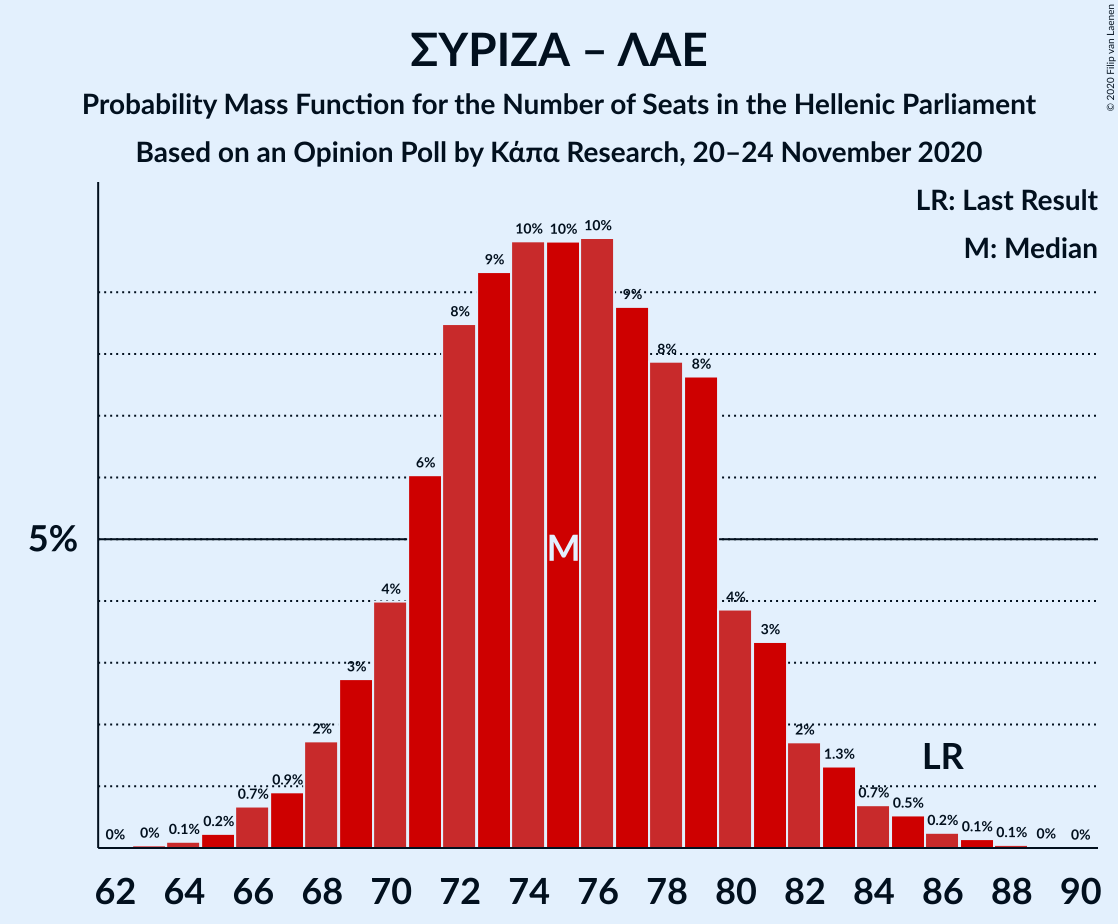 ΣΥΡΙΖΑ – ΛΑΕ
Probability Mass Function for the Number of Seats in the Hellenic Parliament
Based on an Opinion Poll by Κάπα Research, 20–24 November 2020
© 2020 Filip van Laenen
LR: Last Result
M: Median
5%
0% 0% 0.1% 0.2% 0.7% 0.9% 2% 3% 4% 6% 8% 9% 10% 10% 10% 9% 8% 8% 4% 3% 2% 1.3% 0.7% 0.5% 0.2% 0.1% 0.1% 0% 0%
M
LR
62 64 66 68 70 72 74 76 78 80 82 84 86 88 90